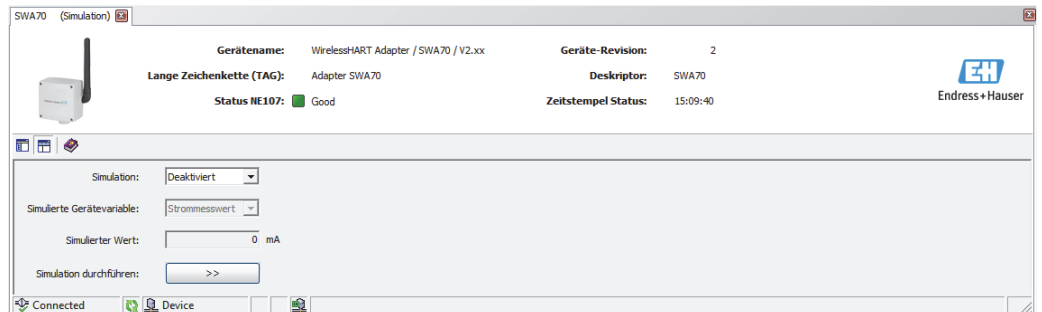 SWA70 (Simulation)
Gerätename: WirelessHART Adapter / SWA70 / V2.xx Geräte-Revision: 2
Lange Zeichenkette (TAG): Adapter SWA70 Deskriptor: SWA70
Status NE107: Good Zeitstempel Status: 15:09:40
EH
Endress+Hauser
Simulation: Deaktiviert
Simulierte Gerätevariable: Strommesswert
Simulierter Wert: 0 mA
Simulation durchführen: >>
Connected Device